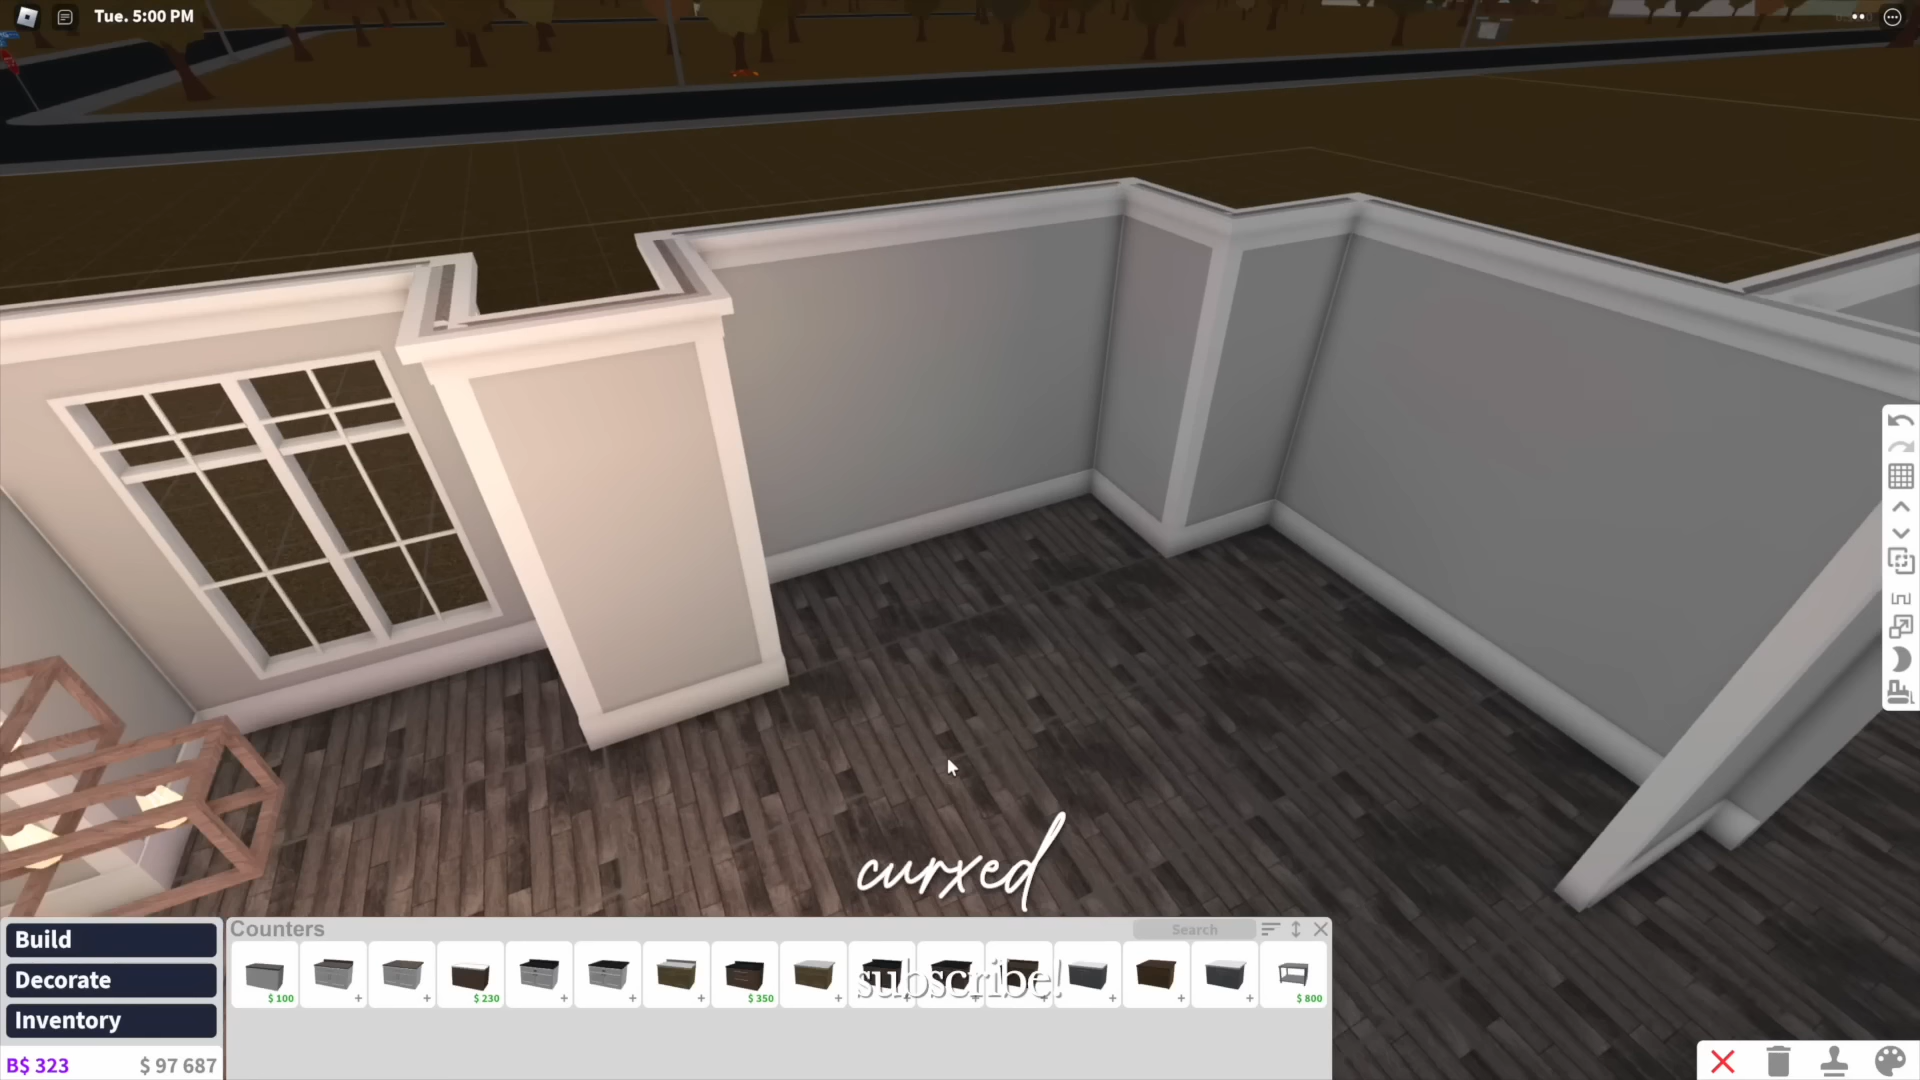 Tue. 5:00 PM
curxed
Build
Decorate
Inventory
B$ 323
$ 97 687
Counters
Search
$ 100
+
+
$ 230
+
+
+
$ 350
+
+
+
+
$ 800
subscribe!